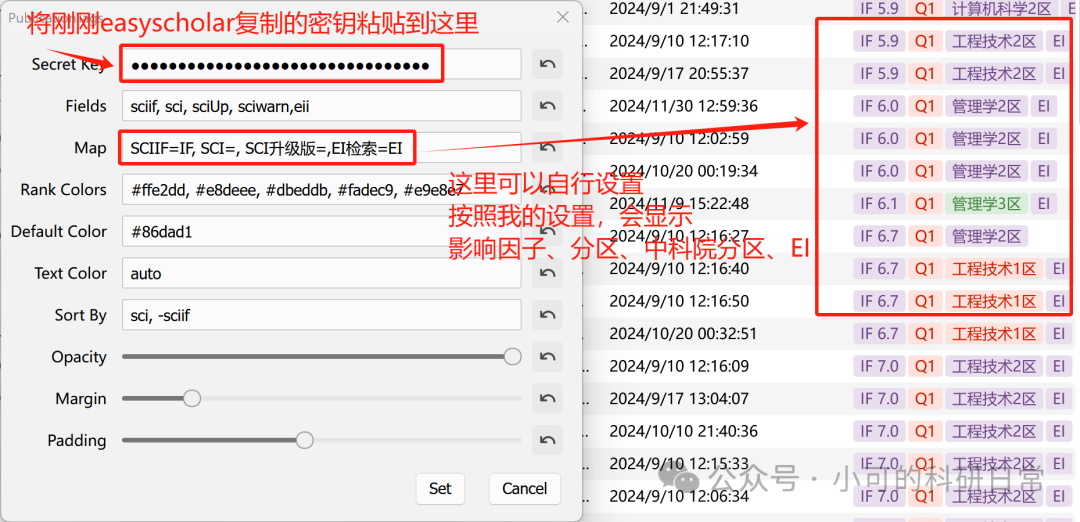 将刚刚easyscholar复制的密钥粘贴到这里
Secret Key
●●●●●●●●●●●●●●●●●●●●●●●●●●●●●●●●
Fields
sciif, sci, sciUp, sciwarn,eii
Map
SCIIF=IF, SCI=, SCI升级版=,EI检索=EI
Rank Colors
#ffe2dd, #e8deee, #dbeddb, #fadec9, #e9e8e7
Default Color
#86dad1
Text Color
auto
Sort By
sci, -sciif
Opacity
Margin
Padding
Set
Cancel
这里可以自行设置
按照我的设置，会显示
影响因子、分区、中科院分区、EI
2024/9/1 21:49:31 IF 5.9 Q1 计算机科学2区
2024/9/10 12:17:10 IF 5.9 Q1 工程技术2区 EI
2024/9/17 20:55:37 IF 5.9 Q1 工程技术2区 EI
2024/11/30 12:59:36 IF 6.0 Q1 管理学2区 EI
2024/9/10 12:02:59 IF 6.0 Q1 管理学2区 EI
2024/10/20 00:19:34 IF 6.0 Q1 管理学2区 EI
2024/11/9 15:22:48 IF 6.1 Q1 管理学3区 EI
2024/9/10 12:16:27 IF 6.7 Q1 管理学2区
2024/9/10 12:16:40 IF 6.7 Q1 工程技术1区 EI
2024/9/10 12:16:50 IF 6.7 Q1 工程技术1区 EI
2024/10/20 00:32:51 IF 6.7 Q1 工程技术1区 EI
2024/9/10 12:16:09 IF 7.0 Q1 工程技术2区 EI
2024/9/17 13:04:07 IF 7.0 Q1 工程技术2区 EI
2024/10/10 21:40:36 IF 7.0 Q1 工程技术2区 EI
2024/9/10 12:15:33 IF 7.0 Q1 工程技术2区 EI
2024/9/10 12:06:34 IF 7.0 Q1 工程技术2区 EI
公众号·小可的科研日常